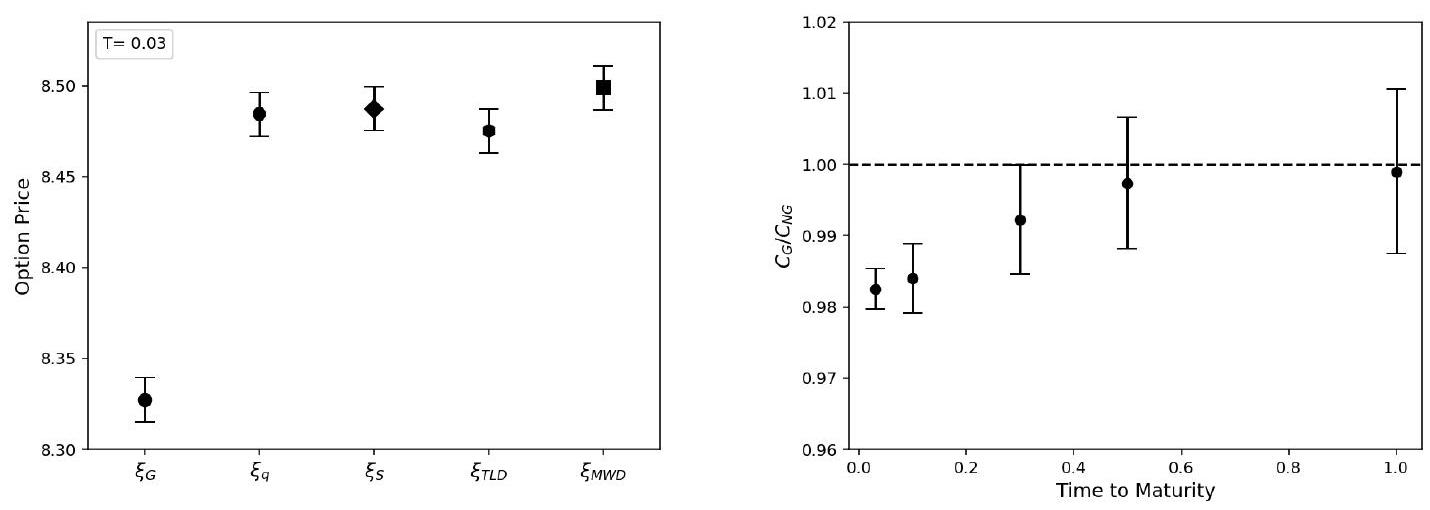 T= 0.03
Option Price
8.50
8.45
8.40
8.35
8.30
ξG
ξq
ξS
ξTLD
ξMWD
CG/CNG
1.02
1.01
1.00
0.99
0.98
0.97
0.96
0.0
0.2
0.4
0.6
0.8
1.0
Time to Maturity